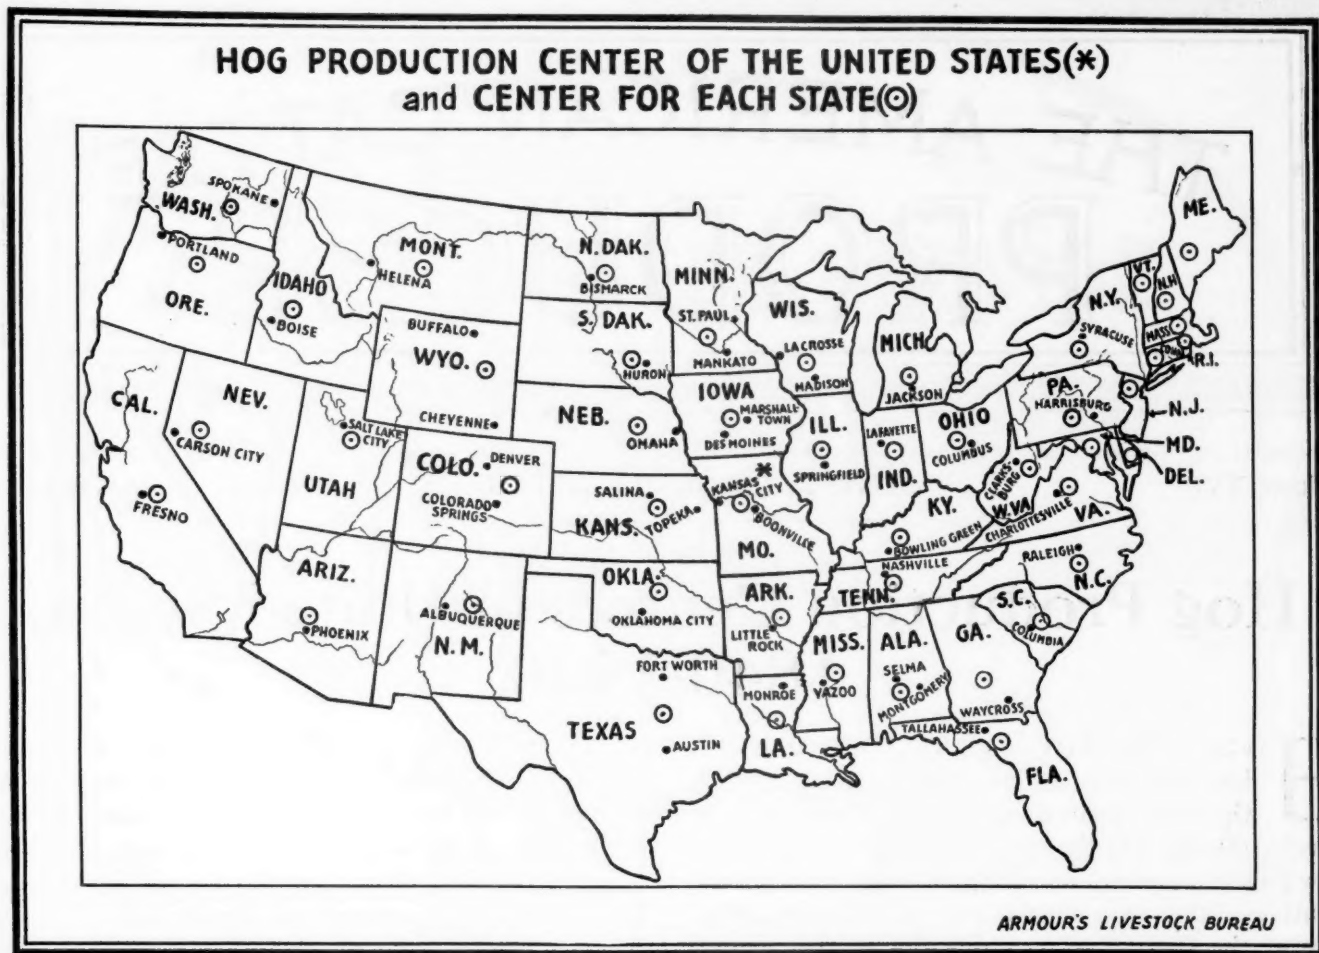 HOG PRODUCTION CENTER OF THE UNITED STATES(*)
and CENTER FOR EACH STATE(⊙)
WASH.
SPOKANE
PORTLAND
ORE.
IDAHO
BOISE
MONT.
HELENA
N. DAK.
BISMARCK
S. DAK.
HURON
MINN.
ST. PAUL
MANKATO
WIS.
LA CROSSE
MADISON
MICH.
JACKSON
ME.
VT.
N.H
N.Y.
SYRACUSE
MASS
CONN
R.I.
BUFFALO
WYO.
CHEYENNE
CAL.
FRESNO
NEV.
CARSON CITY
SALT LAKE
CITY
UTAH
COLO.
DENVER
COLORADO
SPRINGS
NEB.
OMAHA
IOWA
MARSHALL-
TOWN
DES MOINES
ILL.
SPRINGFIELD
LAFAYETTE
IND.
OHIO
COLUMBUS
PA.
HARRISBURG
N.J.
MD.
DEL.
SALINA
KANS.
TOPEKA
*
KANSAS
CITY
BOONVILLE
MO.
KY.
BOWLING GREEN
CLARKS-
BURG
W.VA
CHARLOTTESVILLE
VA.
ARIZ.
PHOENIX
ALBUQUERQUE
N. M.
OKLA.
OKLAHOMA CITY
ARK.
LITTLE
ROCK
NASHVILLE
TENN.
RALEIGH
N.C.
S.C.
COLUMBIA
FORT WORTH
TEXAS
AUSTIN
MONROE
LA.
MISS.
YAZOO
ALA.
SELMA
MONTGOMERY
GA.
WAYCROSS
TALLAHASSEE
FLA.
ARMOUR'S LIVESTOCK BUREAU